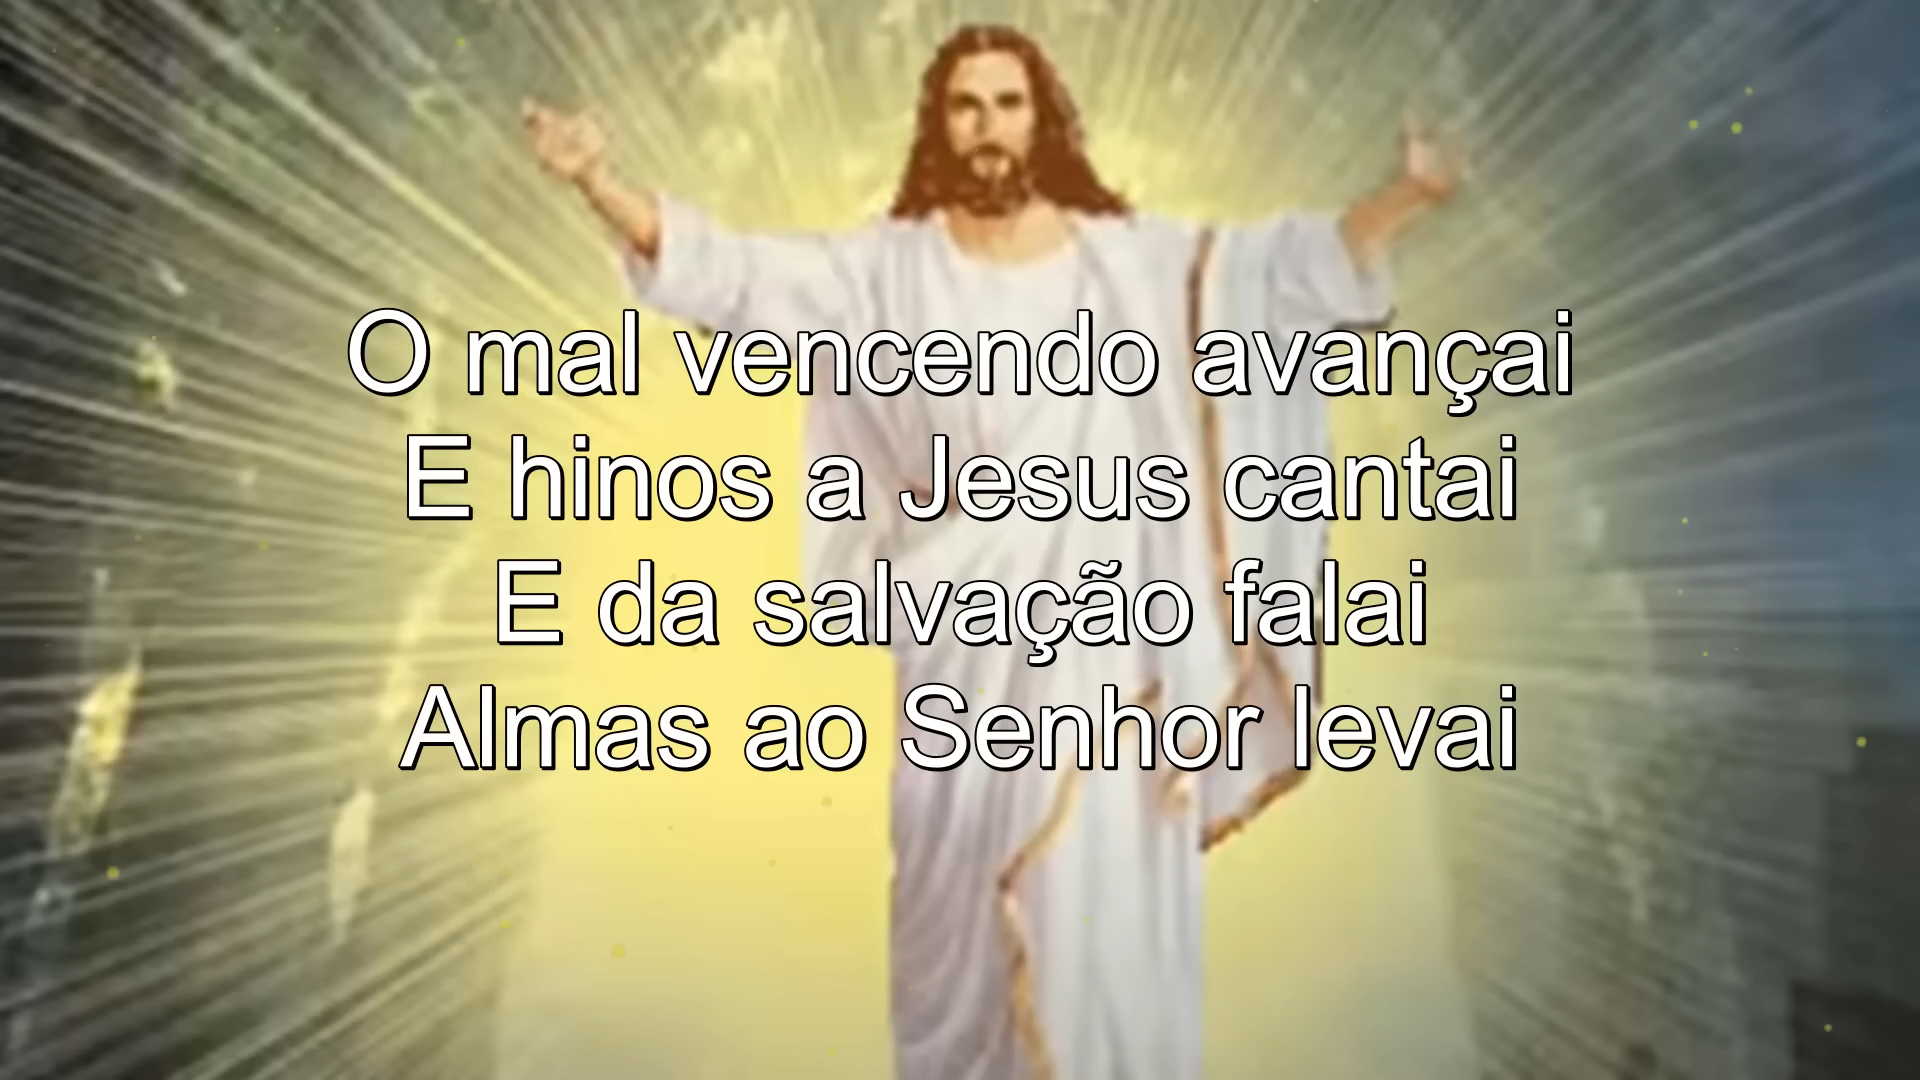 O mal vencendo avançai
E hinos a Jesus cantai
E da salvação falai
Almas ao Senhor levai